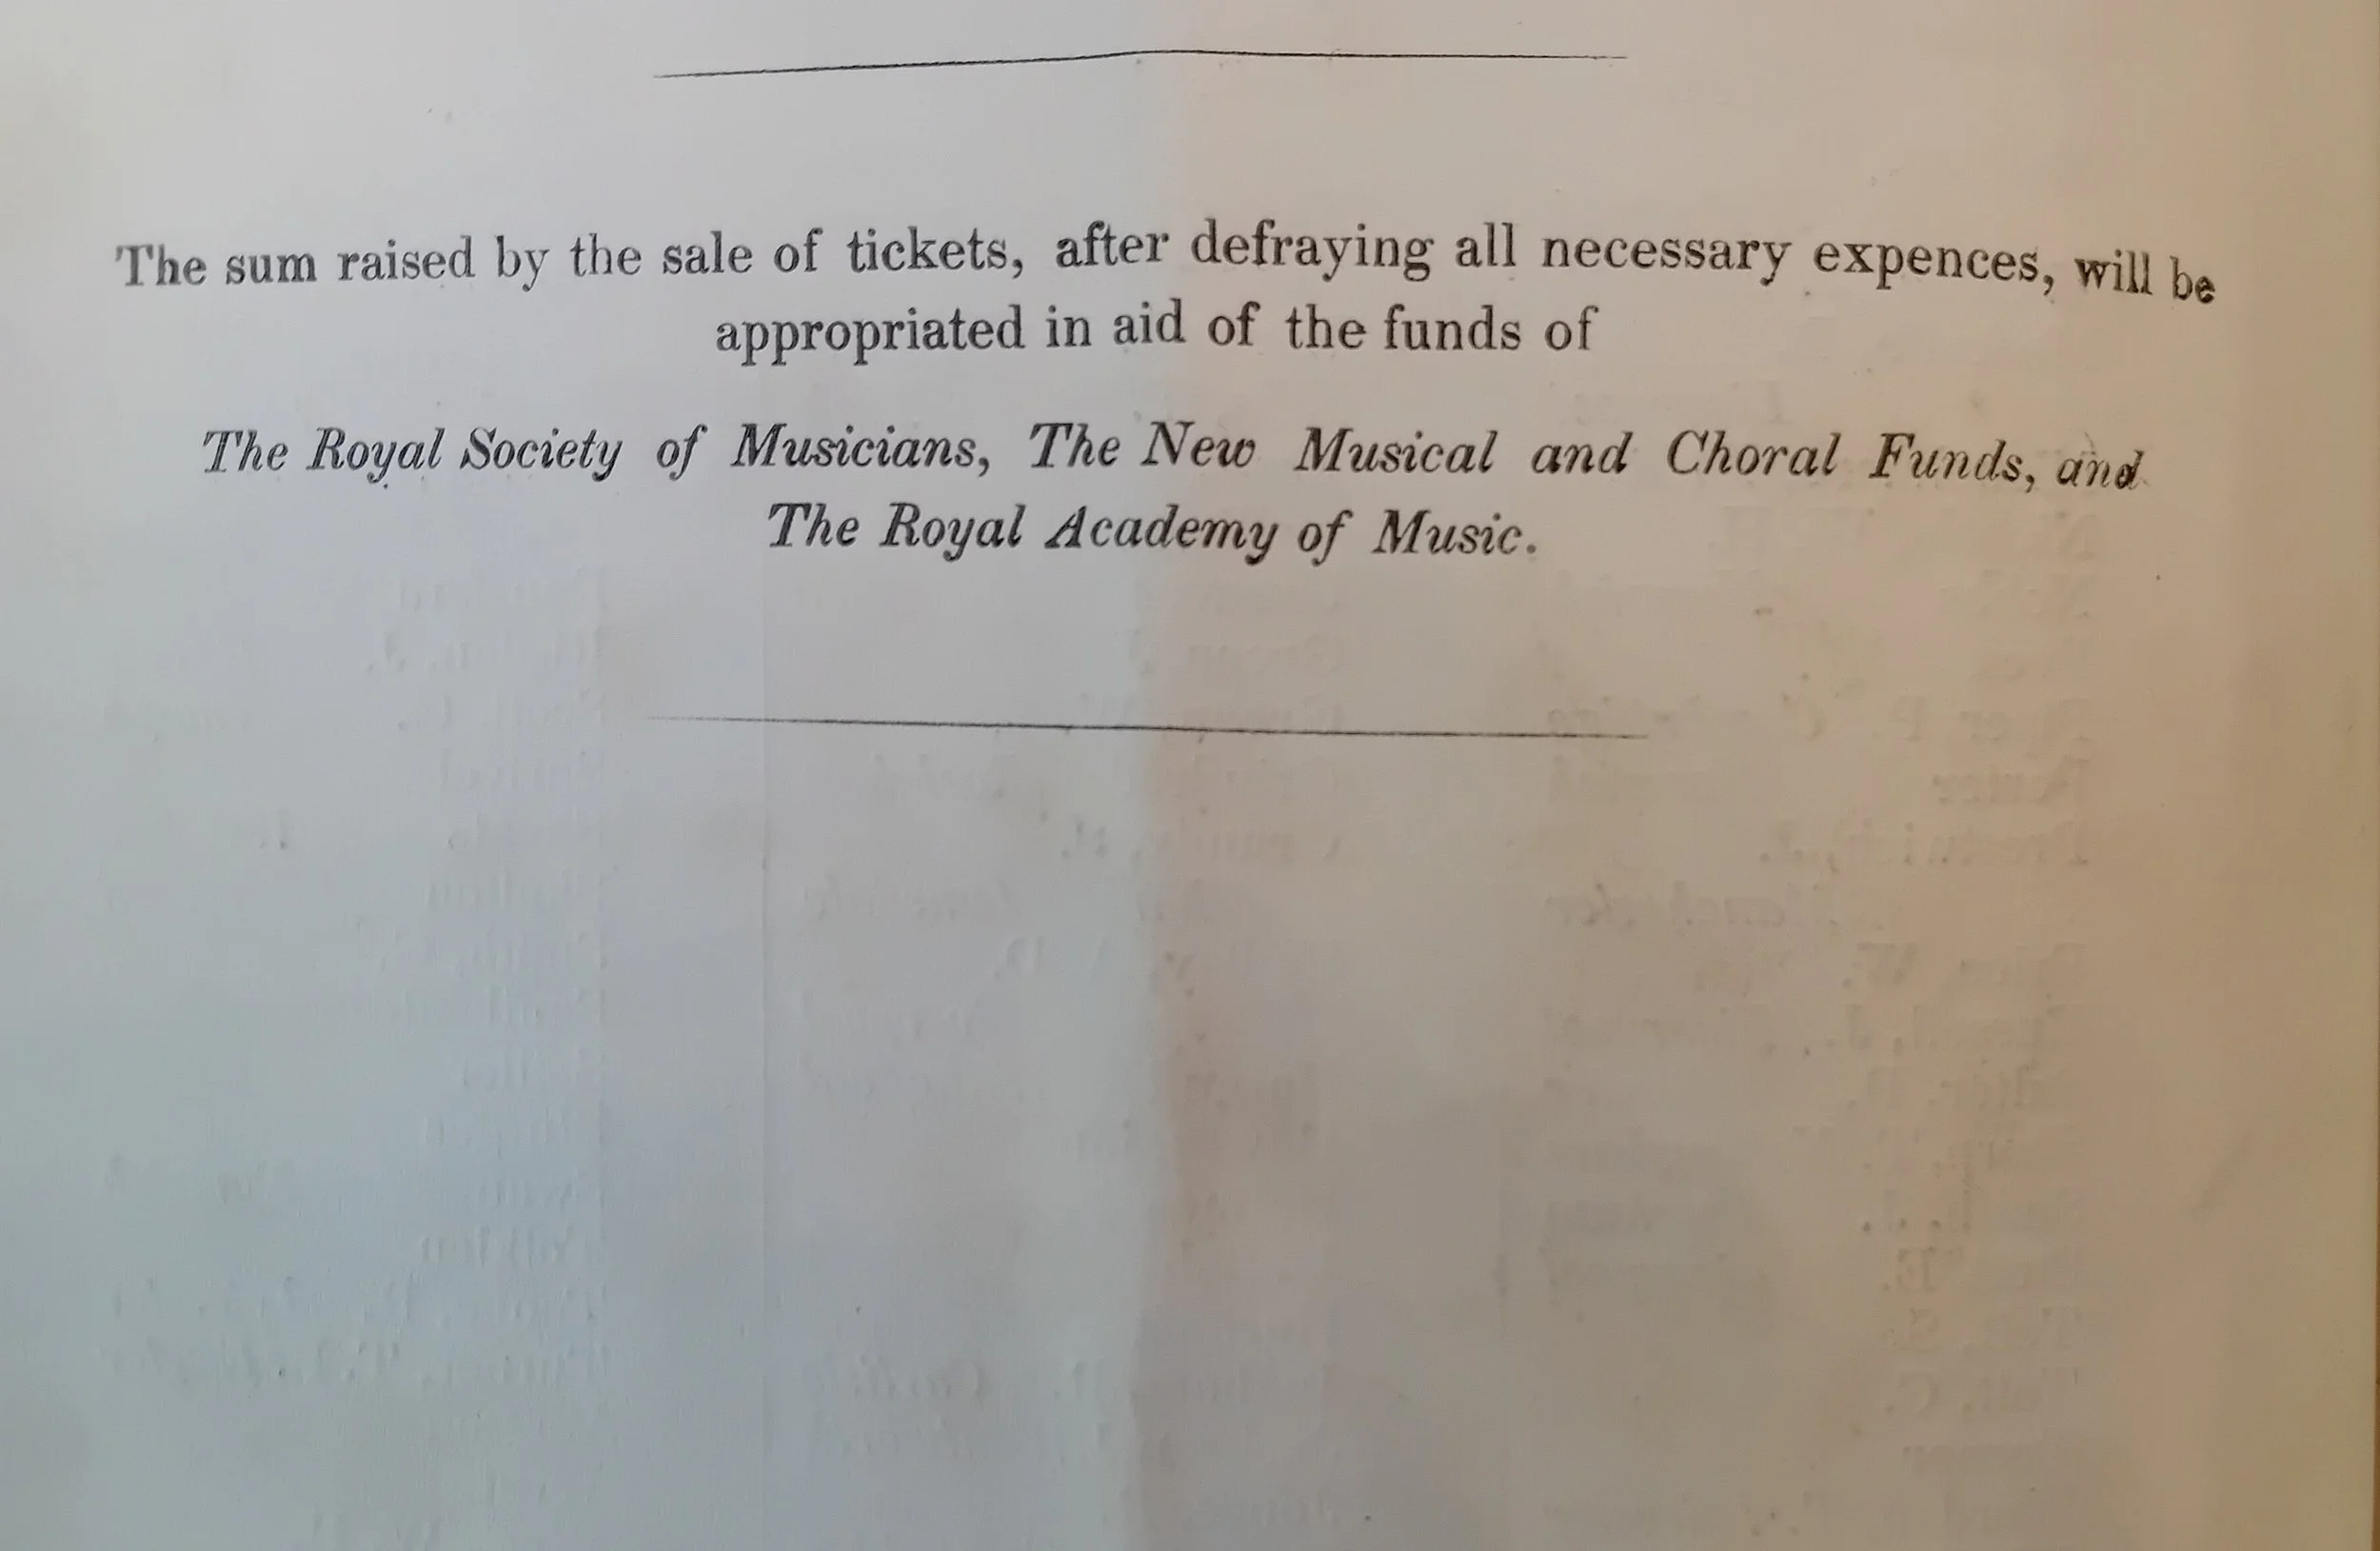 The sum raised by the sale of tickets, after defraying all necessary expences, will be
appropriated in aid of the funds of
The Royal Society of Musicians, The New Musical and Choral Funds, and
The Royal Academy of Music.